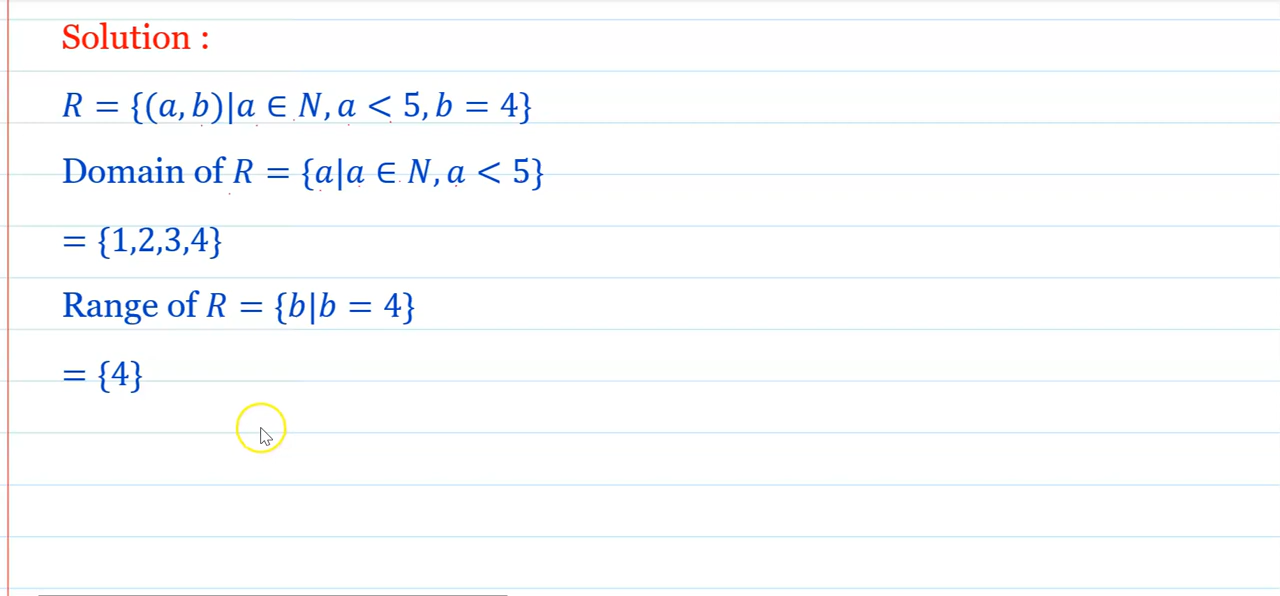 Solution :
R = {(a, b)|a ∈ N, a < 5, b = 4}
Domain of R = {a|a ∈ N, a < 5}
= {1,2,3,4}
Range of R = {b|b = 4}
= {4}